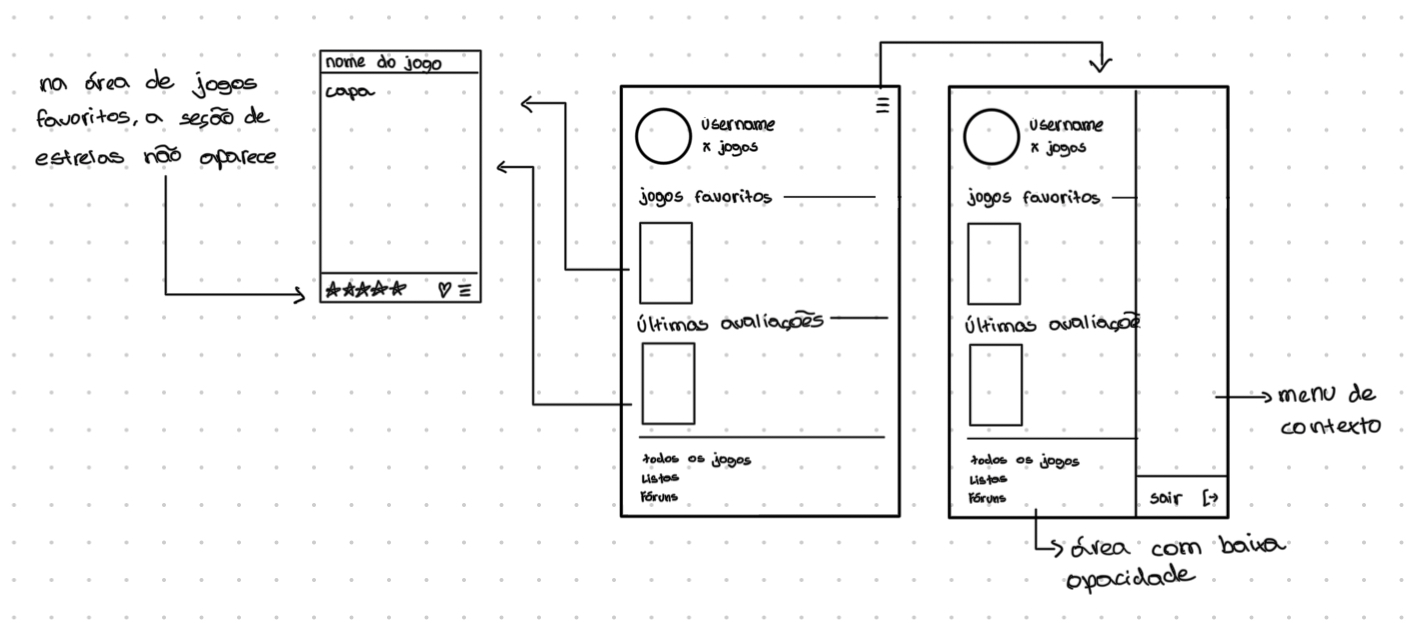 na área de jogos
favoritos, a seção de
estrelas não aparece
nome do jogo
capa
username
x jogos
jogos favoritos
últimas avaliações
todos os jogos
Listas
Fóruns
username
x jogos
jogos favoritos
últimas avaliaçõe
todos os jogos
Listas
Fóruns
sair
menu de
contexto
área com baixa
opacidade